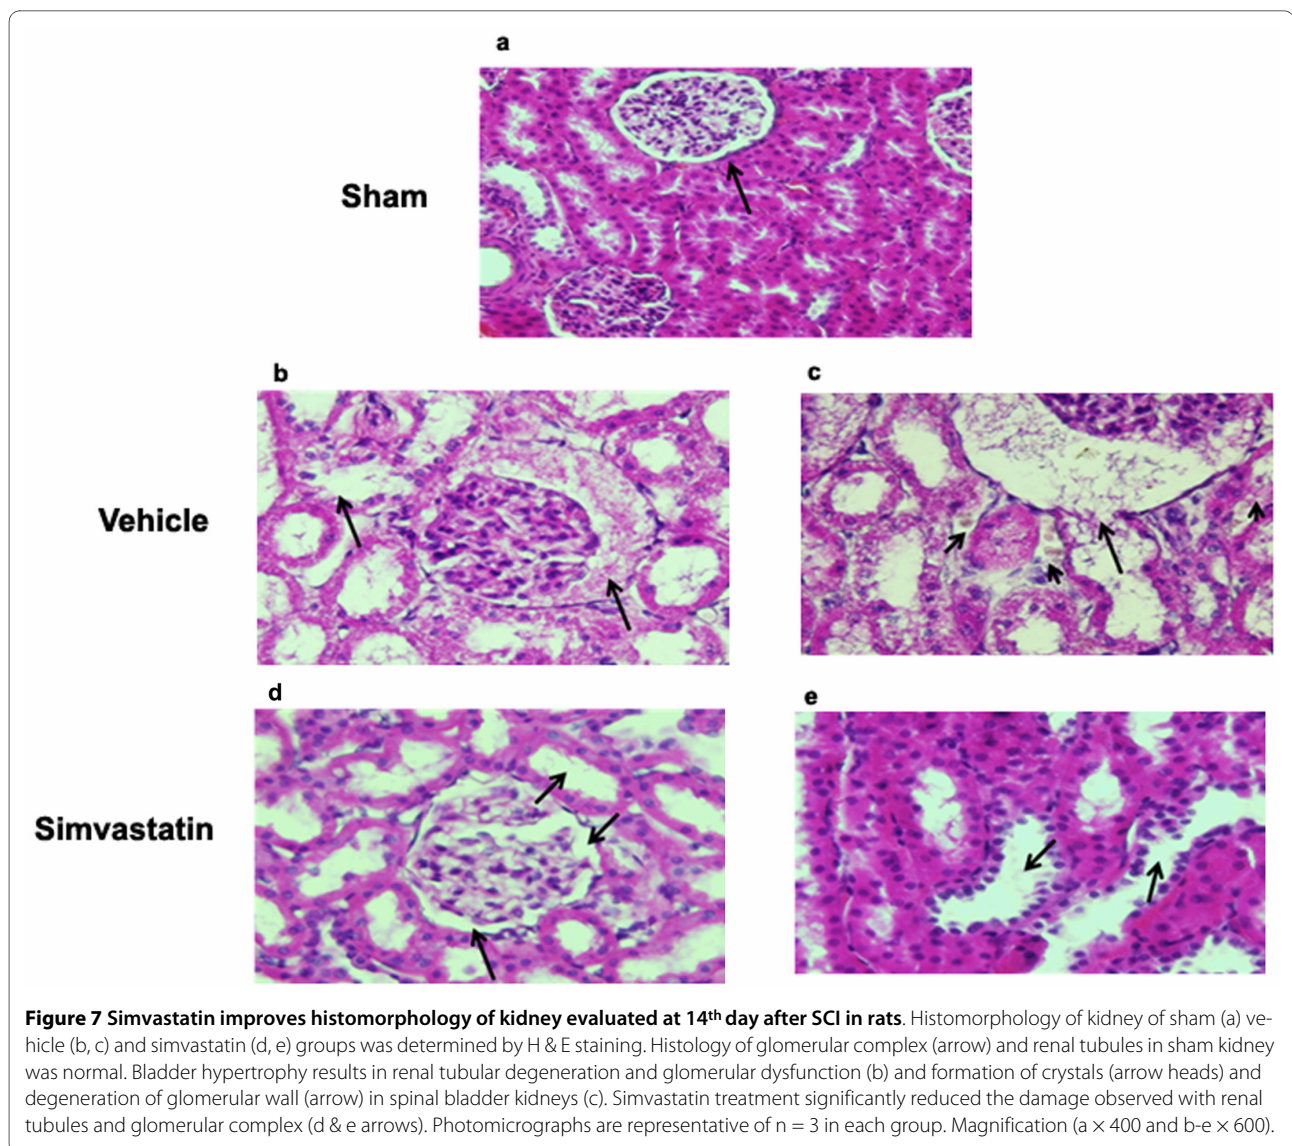 a
Sham
b
c
Vehicle
d
e
Simvastatin
Figure 7 Simvastatin improves histomorphology of kidney evaluated at 14th day after SCI in rats. Histomorphology of kidney of sham (a) ve-
hicle (b, c) and simvastatin (d, e) groups was determined by H & E staining. Histology of glomerular complex (arrow) and renal tubules in sham kidney
was normal. Bladder hypertrophy results in renal tubular degeneration and glomerular dysfunction (b) and formation of crystals (arrow heads) and
degeneration of glomerular wall (arrow) in spinal bladder kidneys (c). Simvastatin treatment significantly reduced the damage observed with renal
tubules and glomerular complex (d & e arrows). Photomicrographs are representative of n = 3 in each group. Magnification (a × 400 and b-e × 600).